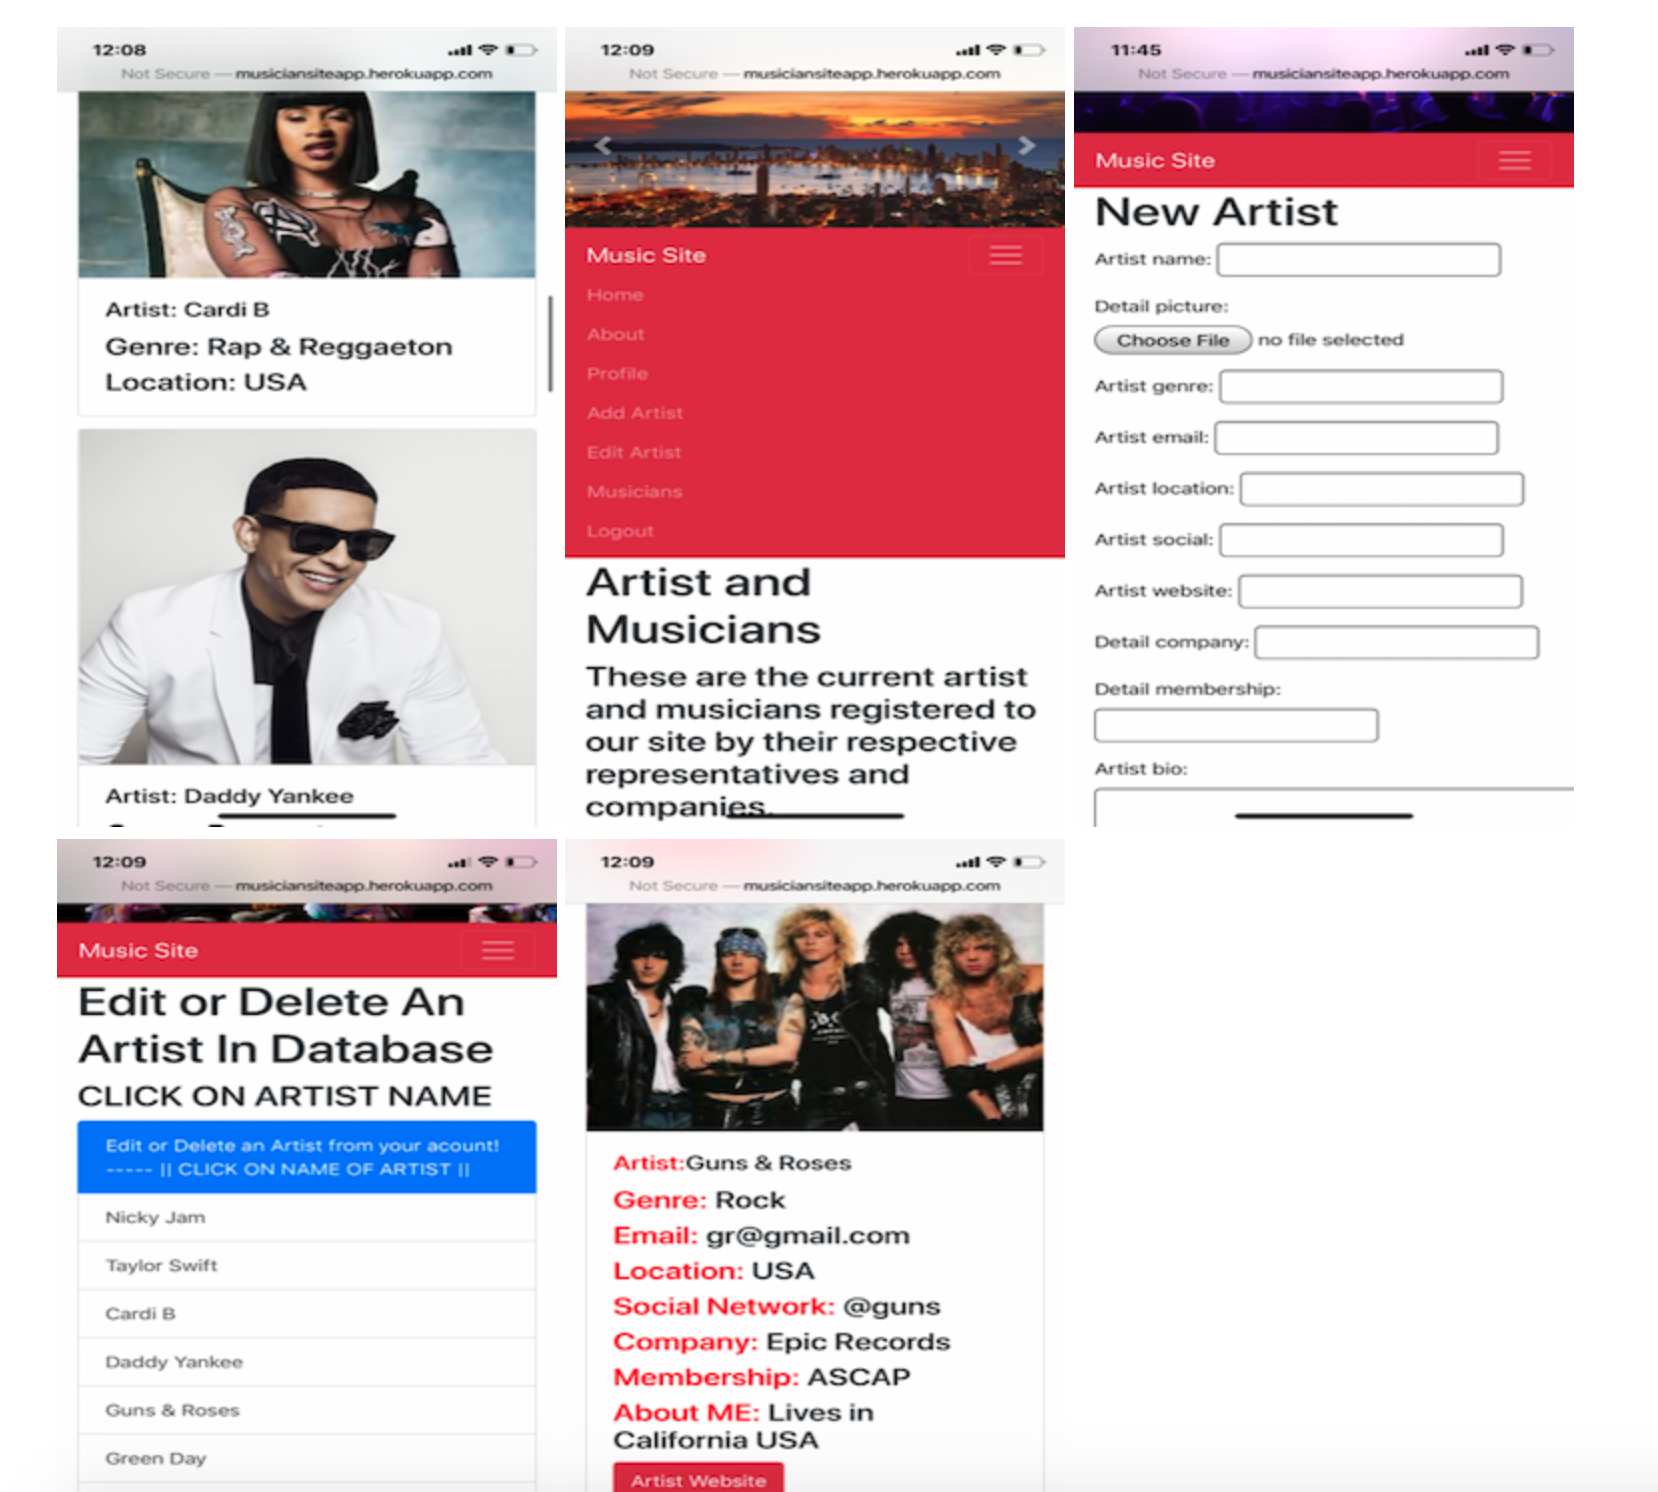 12:08
Not Secure — musiciansiteapp.herokuapp.com
Artist: Cardi B
Genre: Rap & Reggaeton
Location: USA
Artist: Daddy Yankee
12:09
Not Secure — musiciansiteapp.herokuapp.com
Music Site
Home
About
Profile
Add Artist
Edit Artist
Musicians
Logout
Artist and
Musicians
These are the current artist
and musicians registered to
our site by their respective
representatives and
companies.
11:45
Not Secure — musiciansiteapp.herokuapp.com
Music Site
New Artist
Artist name:
Detail picture:
Choose File no file selected
Artist genre:
Artist email:
Artist location:
Artist social:
Artist website:
Detail company:
Detail membership:
Artist bio:
12:09
Not Secure — musiciansiteapp.herokuapp.com
Music Site
Edit or Delete An
Artist In Database
CLICK ON ARTIST NAME
Edit or Delete an Artist from your acount!
----- || CLICK ON NAME OF ARTIST ||
Nicky Jam
Taylor Swift
Cardi B
Daddy Yankee
Guns & Roses
Green Day
12:09
Not Secure — musiciansiteapp.herokuapp.com
Artist:Guns & Roses
Genre: Rock
Email: gr@gmail.com
Location: USA
Social Network: @guns
Company: Epic Records
Membership: ASCAP
About ME: Lives in
California USA
Artist Website